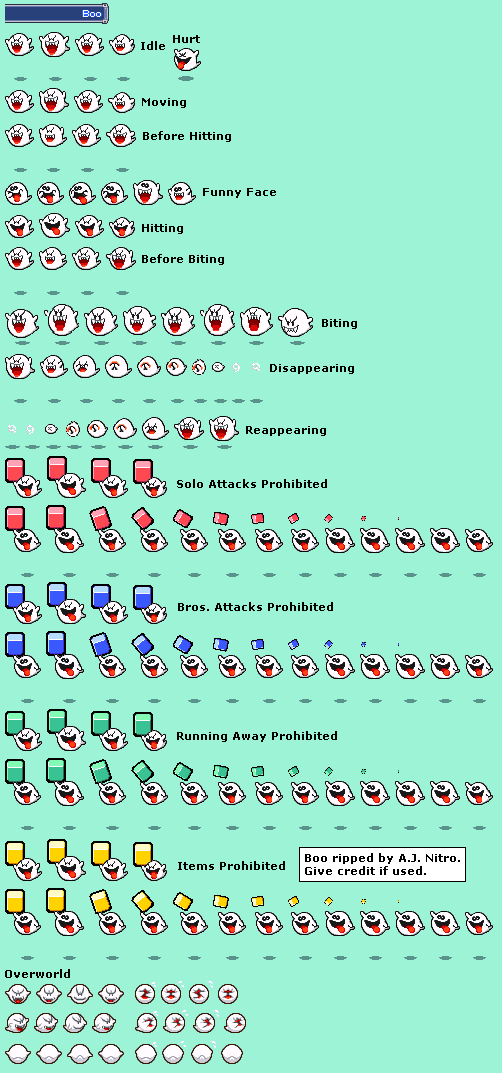 Boo
Idle
Hurt
Moving
Before Hitting
Funny Face
Hitting
Before Biting
Biting
Disappearing
Reappearing
Solo Attacks Prohibited
Bros. Attacks Prohibited
Running Away Prohibited
Items Prohibited
Boo ripped by A.J. Nitro.
Give credit if used.
Overworld